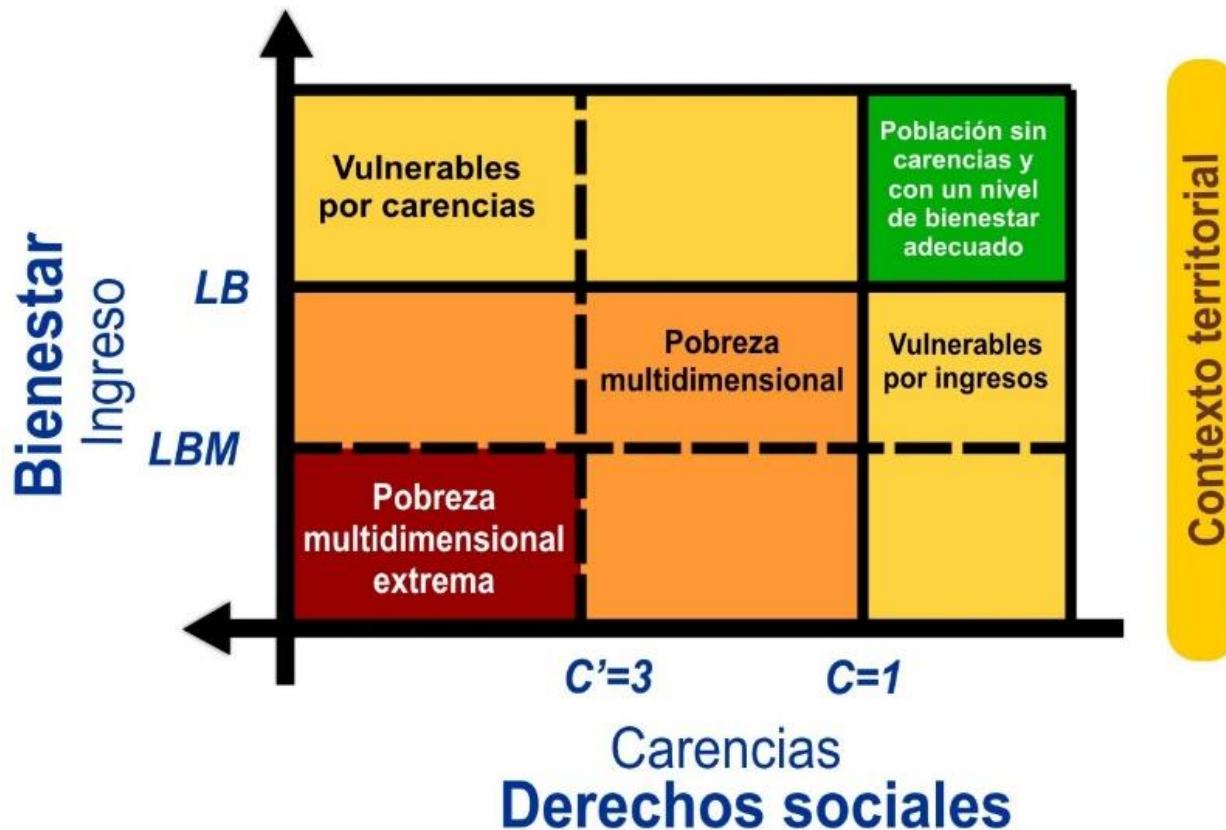 Bienestar
Ingreso
LB
LBM
Vulnerables
por carencias
Población sin
carencias y
con un nivel
de bienestar
adecuado
Pobreza
multidimensional
Vulnerables
por ingresos
Pobreza
multidimensional
extrema
C’=3
C=1
Carencias
Derechos sociales
Contexto territorial